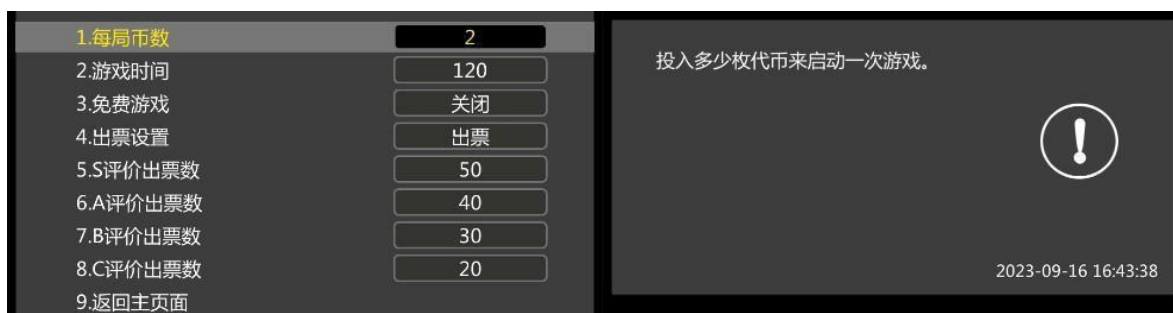 1.每局币数 2
2.游戏时间 120
3.免费游戏 关闭
4.出票设置 出票
5.S评价出票数 50
6.A评价出票数 40
7.B评价出票数 30
8.C评价出票数 20
9.返回主页面
投入多少枚代币来启动一次游戏。
2023-09-16 16:43:38